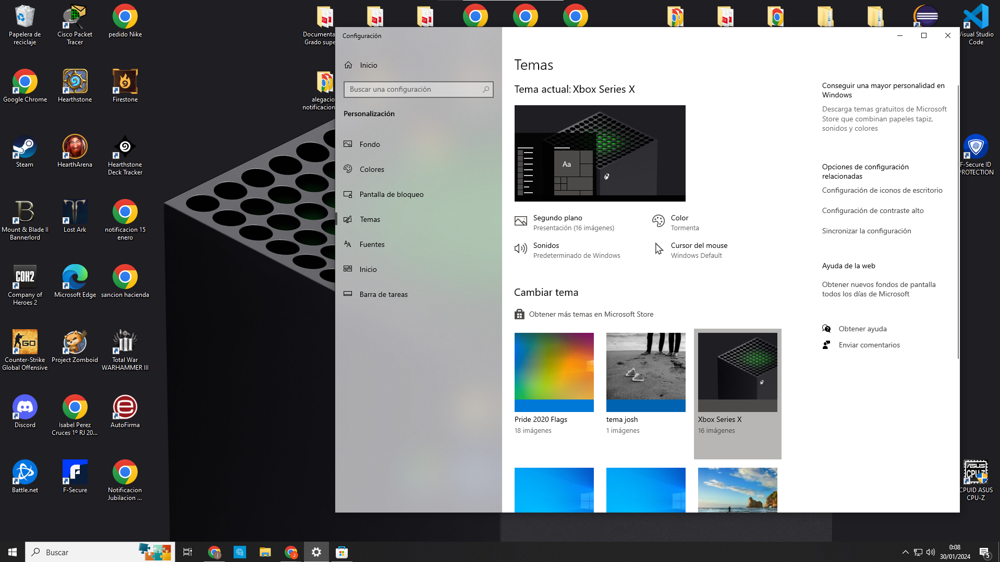 Papelera de
reciclaje
Cisco Packet
Tracer
pedido Nike
Documenta
Grado supe
Visual Studio
Code
Google Chrome
Hearthstone
Firestone
alegacio
notificacion
Steam
HearthArena
Hearthstone
Deck Tracker
F-Secure ID
PROTECTION
Mount & Blade II
Bannerlord
Lost Ark
notificacion 15
enero
COH2
Company of
Heroes 2
Microsoft Edge
sancion hacienda
GO
Counter-Strike
Global Offensive
Project Zomboid
Total War
WARHAMMER III
Discord
Isabel Perez
Cruces 1º RJ 20...
AutoFirma
Battle.net
F-Secure
Notificacion
Jubilacion ...
ASUS
CPU-Z
CPUID ASUS
CPU-Z
Configuración
Inicio
Buscar una configuración
Personalización
Fondo
Colores
Pantalla de bloqueo
Temas
Fuentes
Inicio
Barra de tareas
Temas
Tema actual: Xbox Series X
Aa
Segundo plano
Presentación (16 imágenes)
Color
Tormenta
Sonidos
Predeterminado de Windows
Cursor del mouse
Windows Default
Cambiar tema
Obtener más temas en Microsoft Store
Pride 2020 Flags
18 imágenes
tema josh
1 imágenes
Xbox Series X
16 imágenes
Conseguir una mayor personalidad en
Windows
Descarga temas gratuitos de Microsoft
Store que combinan papeles tapiz,
sonidos y colores
Opciones de configuración
relacionadas
Configuración de iconos de escritorio
Configuración de contraste alto
Sincronizar la configuración
Ayuda de la web
Obtener nuevos fondos de pantalla
todos los días de Microsoft
Obtener ayuda
Enviar comentarios
Buscar
0:08
30/01/2024
5